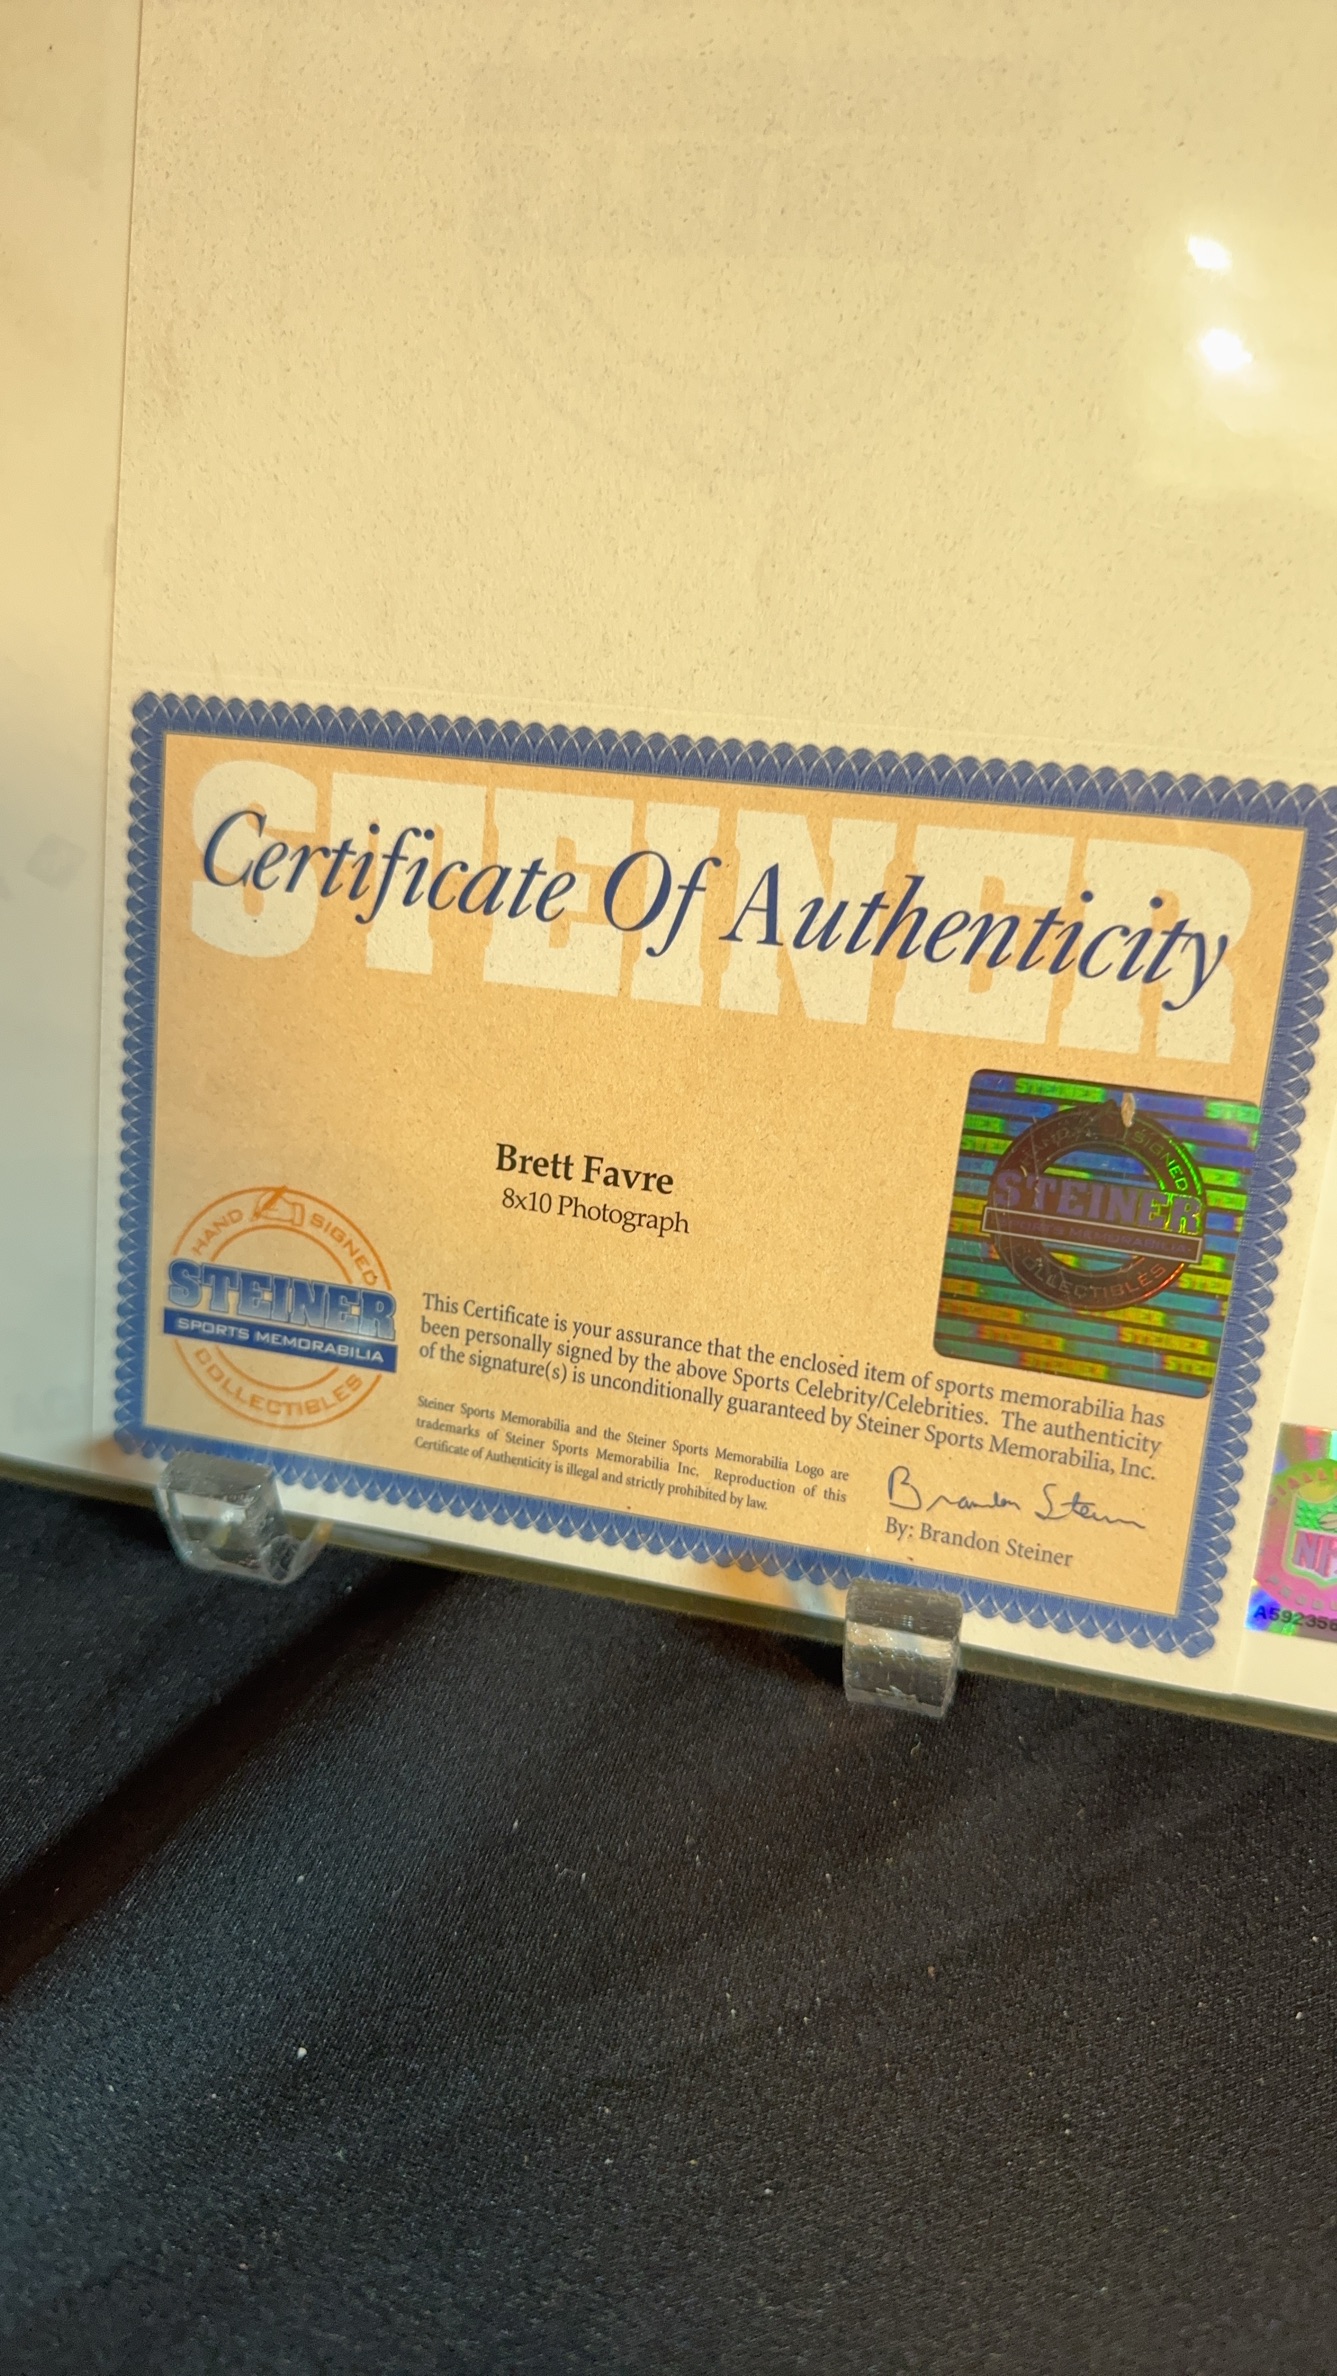 STEINER
Certificate Of Authenticity
Brett Favre
8x10 Photograph
HAND SIGNED
STEINER
SPORTS MEMORABILIA
COLLECTIBLES
STEINER
SIGNED
STEINER
SPORTS MEMORABILIA
COLLECTIBLES
This Certificate is your assurance that the enclosed item of sports memorabilia has
been personally signed by the above Sports Celebrity/Celebrities. The authenticity
of the signature(s) is unconditionally guaranteed by Steiner Sports Memorabilia, Inc.
Steiner Sports Memorabilia and the Steiner Sports Memorabilia Logo are
trademarks of Steiner Sports Memorabilia Inc. Reproduction of this
Certificate of Authenticity is illegal and strictly prohibited by law.
Brandon Steiner
By: Brandon Steiner